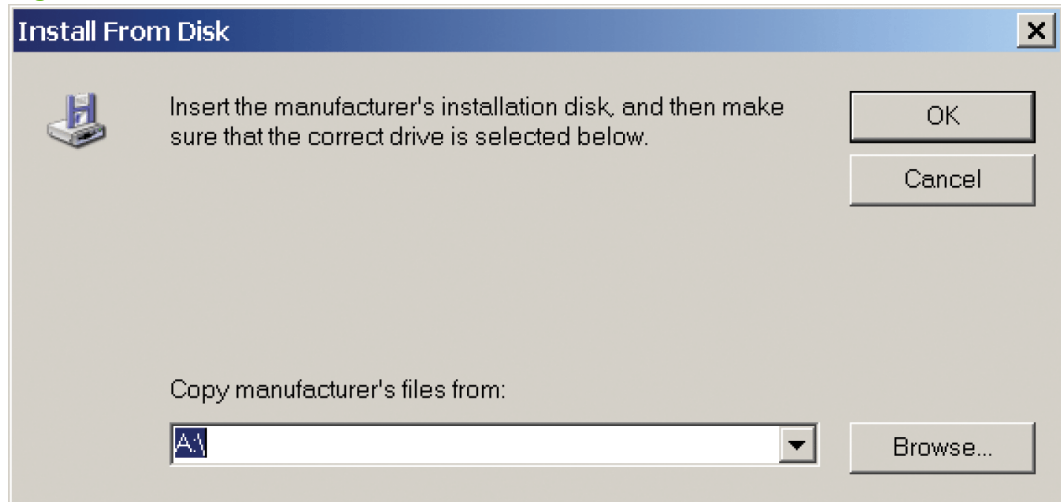 Install From Disk
Insert the manufacturer's installation disk, and then make
sure that the correct drive is selected below.
OK
Cancel
Copy manufacturer's files from:
A:\
Browse...